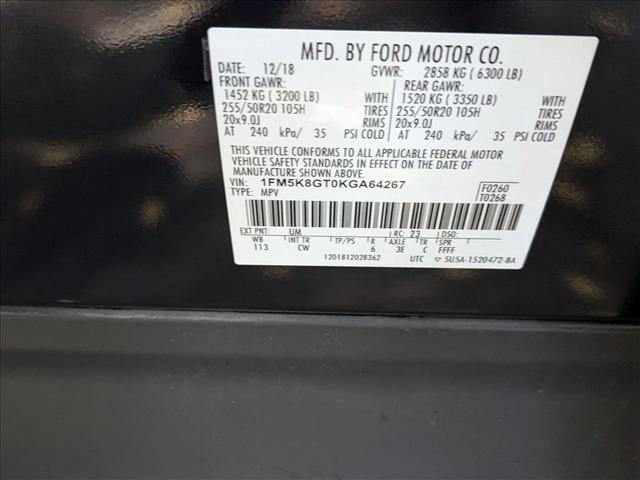 MFD. BY FORD MOTOR CO.
DATE: 12/18 GVWR: 2858 KG ( 6300 LB)
FRONT GAWR: REAR GAWR:
1452 KG ( 3200 LB) WITH 1520 KG ( 3350 LB) WITH
255/50R20 105H TIRES 255/50R20 105H TIRES
20x9.0J RIMS 20x9.0J RIMS
AT 240 kPa/ 35 PSI COLD AT 240 kPa/ 35 PSI COLD
THIS VEHICLE CONFORMS TO ALL APPLICABLE FEDERAL MOTOR
VEHICLE SAFETY STANDARDS IN EFFECT ON THE DATE OF
MANUFACTURE SHOWN ABOVE.
VIN: 1FM5K8GT0KGA64267 F0260
TYPE: MPV T0268
EXT PNT: UM RC: 23 DSO:
WB INT TR TP/PS R AXLE TR SPR
113 CW 6 3E C FFFF
1201812028362 UTC ▽ 5U5A-1520472-BA